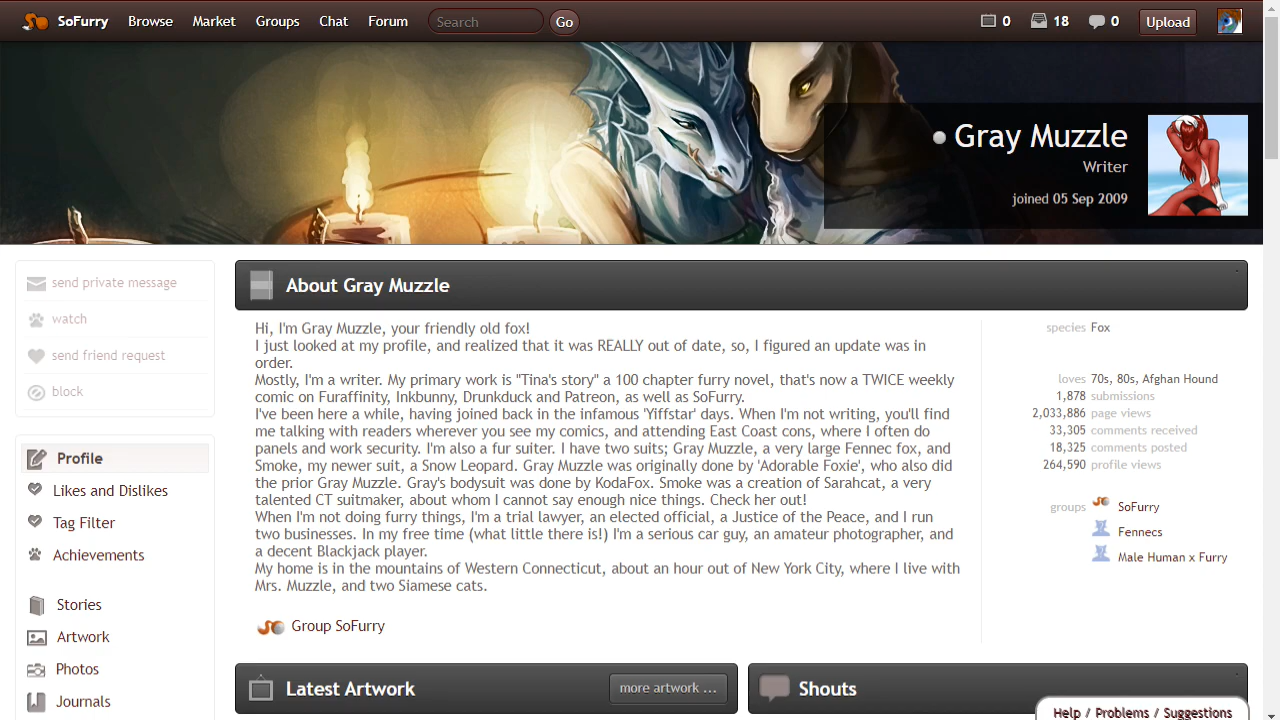 SoFurry Browse Market Groups Chat Forum Search Go 0 18 0 Upload
Gray Muzzle
Writer
joined 05 Sep 2009
send private message
watch
send friend request
block
Profile
Likes and Dislikes
Tag Filter
Achievements
Stories
Artwork
Photos
Journals
About Gray Muzzle
Hi, I'm Gray Muzzle, your friendly old fox!
I just looked at my profile, and realized that it was REALLY out of date, so, I figured an update was in
order.
Mostly, I'm a writer. My primary work is "Tina's story" a 100 chapter furry novel, that's now a TWICE weekly
comic on Furaffinity, Inkbunny, Drunkduck and Patreon, as well as SoFurry.
I've been here a while, having joined back in the infamous 'Yiffstar' days. When I'm not writing, you'll find
me talking with readers wherever you see my comics, and attending East Coast cons, where I often do
panels and work security. I'm also a fur suiter. I have two suits; Gray Muzzle, a very large Fennec fox, and
Smoke, my newer suit, a Snow Leopard. Gray Muzzle was originally done by 'Adorable Foxie', who also did
the prior Gray Muzzle. Gray's bodysuit was done by KodaFox. Smoke was a creation of Sarahcat, a very
talented CT suitmaker, about whom I cannot say enough nice things. Check her out!
When I'm not doing furry things, I'm a trial lawyer, an elected official, a Justice of the Peace, and I run
two businesses. In my free time (what little there is!) I'm a serious car guy, an amateur photographer, and
a decent Blackjack player.
My home is in the mountains of Western Connecticut, about an hour out of New York City, where I live with
Mrs. Muzzle, and two Siamese cats.
Group SoFurry
species Fox
loves 70s, 80s, Afghan Hound
1,878 submissions
2,033,886 page views
33,305 comments received
18,325 comments posted
264,590 profile views
groups SoFurry
Fennecs
Male Human x Furry
Latest Artwork more artwork ...
Shouts
Help / Problems / Suggestions